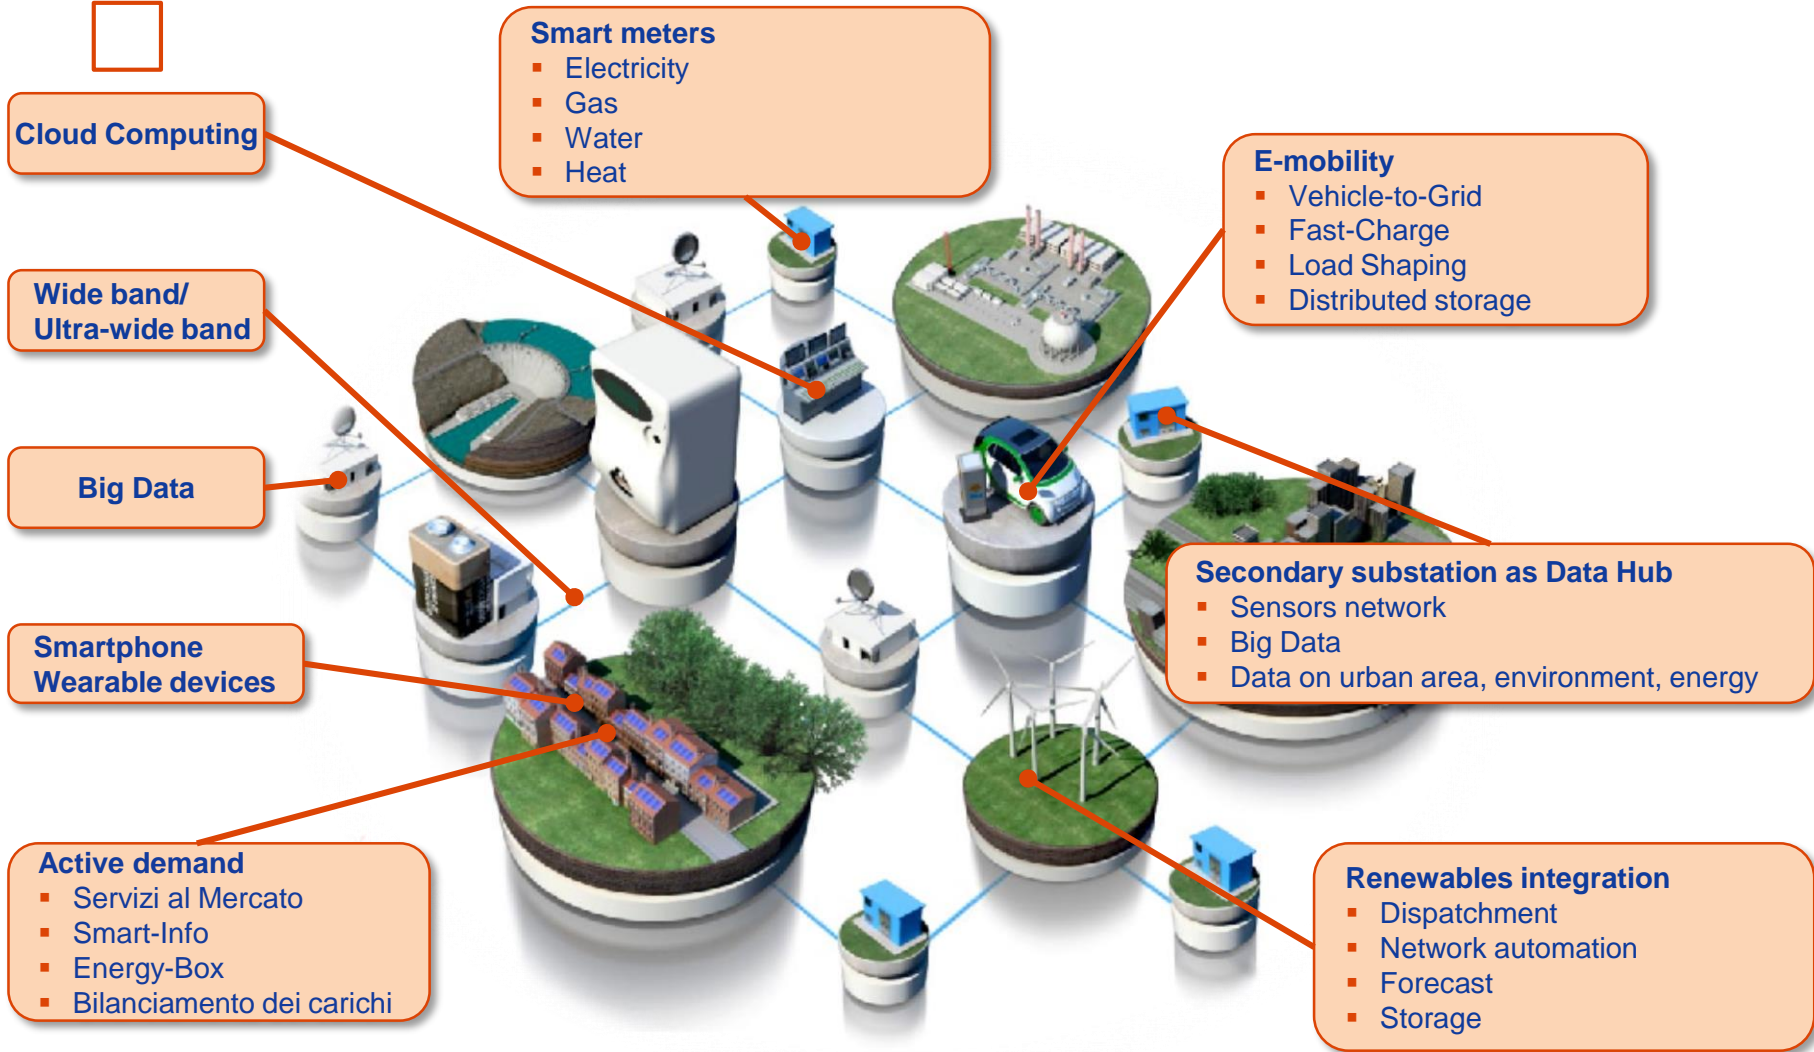 Smart meters
▪ Electricity
▪ Gas
▪ Water
▪ Heat
Cloud Computing
E-mobility
▪ Vehicle-to-Grid
▪ Fast-Charge
▪ Load Shaping
▪ Distributed storage
Wide band/
Ultra-wide band
Big Data
Secondary substation as Data Hub
▪ Sensors network
▪ Big Data
▪ Data on urban area, environment, energy
Smartphone
Wearable devices
Active demand
▪ Servizi al Mercato
▪ Smart-Info
▪ Energy-Box
▪ Bilanciamento dei carichi
Renewables integration
▪ Dispatchment
▪ Network automation
▪ Forecast
▪ Storage